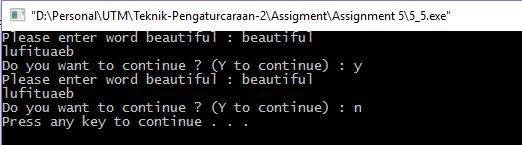 "D:\Personal\UTM\Teknik-Pengaturcaraan-2\Assigment\Assignment 5\5_5.exe"
Please enter word beautiful : beautiful
lufituaeb
Do you want to continue ? (Y to continue) : y
Please enter word beautiful : beautiful
lufituaeb
Do you want to continue ? (Y to continue) : n
Press any key to continue . . .